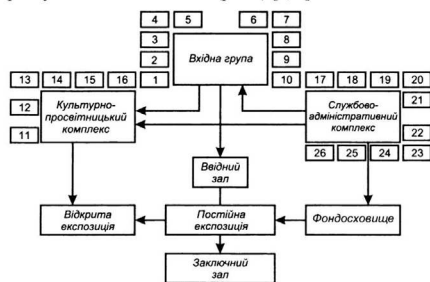 4 5 6 7
3 8
2 Вхідна група 9
13 14 15 16 1 10 17 18 19 20
12 Культурно-
просвітницький
комплекс
11
Службово-
адміністративний
комплекс
21
22
26 25 24 23
Ввідний
зал
Відкрита
експозиція
Постійна
експозиція
Фондосховище
Заключний
зал